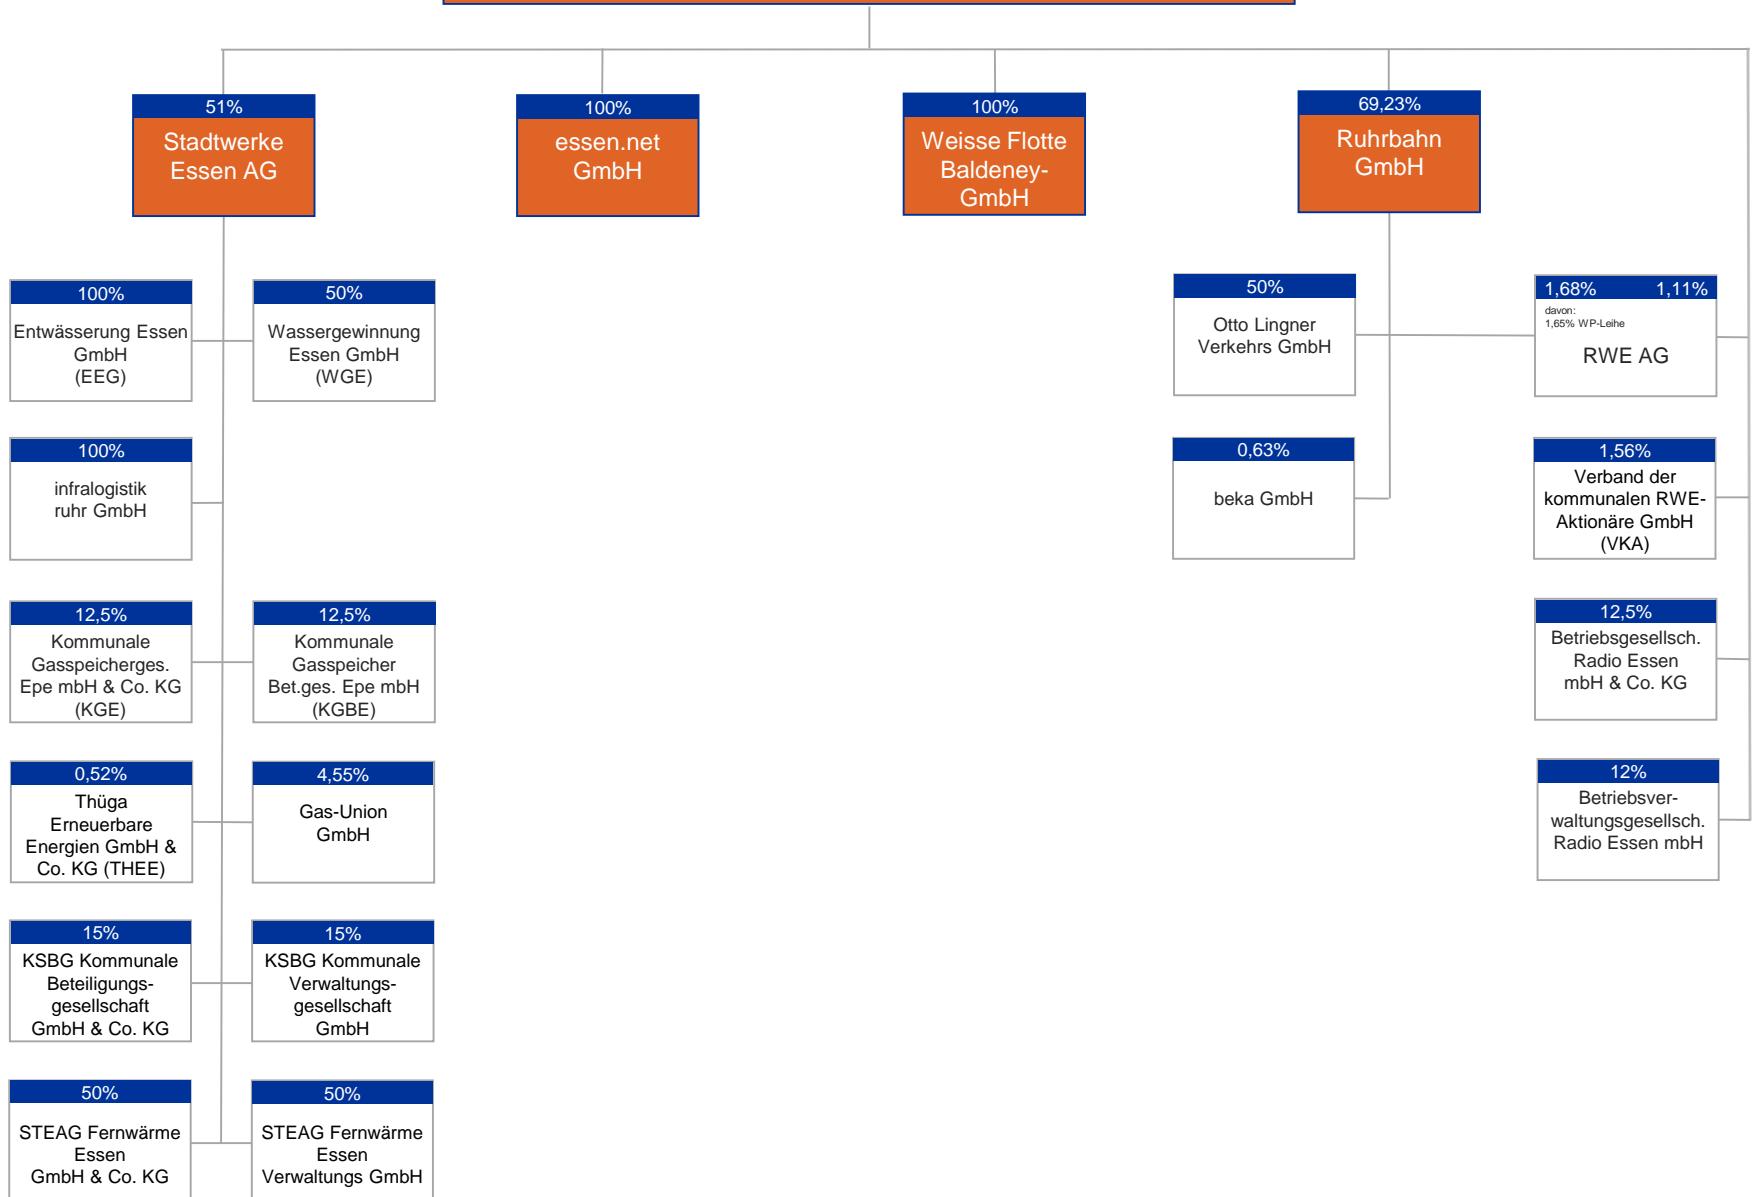 51%
Stadtwerke
Essen AG
100%
essen.net
GmbH
100%
Weisse Flotte
Baldeney-
GmbH
69,23%
Ruhrbahn
GmbH
100%
Entwässerung Essen
GmbH
(EEG)
50%
Wassergewinnung
Essen GmbH
(WGE)
50%
Otto Lingner
Verkehrs GmbH
1,68% 1,11%
davon:
1,65% WP-Leihe
RWE AG
100%
infralogistik
ruhr GmbH
0,63%
beka GmbH
1,56%
Verband der
kommunalen RWE-
Aktionäre GmbH
(VKA)
12,5%
Kommunale
Gasspeicherges.
Epe mbH & Co. KG
(KGE)
12,5%
Kommunale
Gasspeicher
Bet.ges. Epe mbH
(KGBE)
12,5%
Betriebsgesellsch.
Radio Essen
mbH & Co. KG
0,52%
Thüga
Erneuerbare
Energien GmbH &
Co. KG (THEE)
4,55%
Gas-Union
GmbH
12%
Betriebsver-
waltungsgesellsch.
Radio Essen mbH
15%
KSBG Kommunale
Beteiligungs-
gesellschaft
GmbH & Co. KG
15%
KSBG Kommunale
Verwaltungs-
gesellschaft
GmbH
50%
STEAG Fernwärme
Essen
GmbH & Co. KG
50%
STEAG Fernwärme
Essen
Verwaltungs GmbH